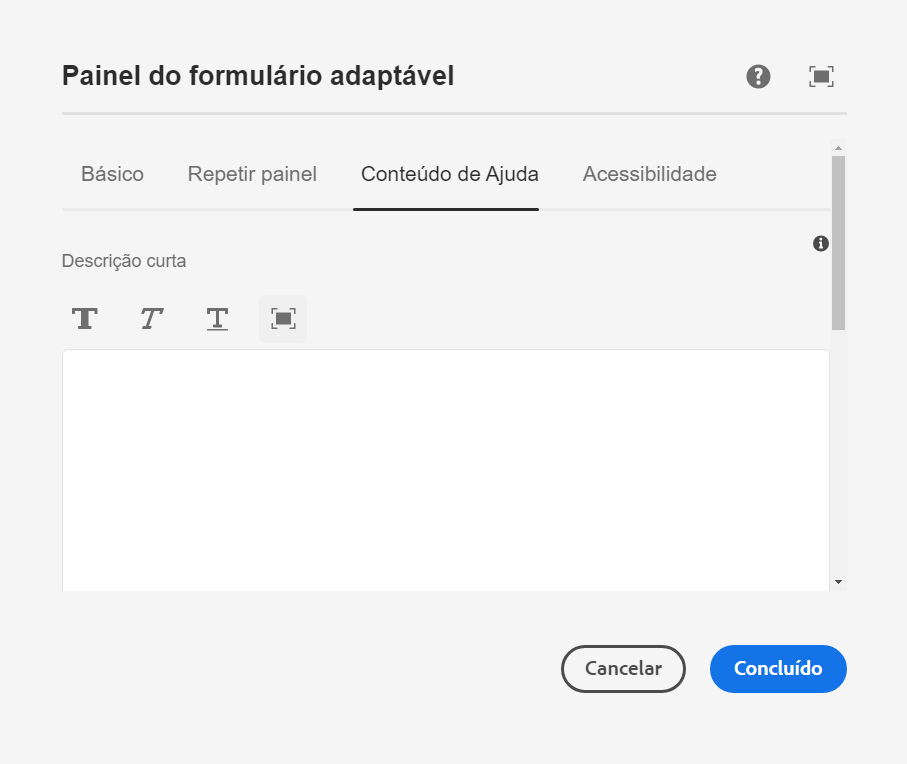 Painel do formulário adaptável
Básico Repetir painel Conteúdo de Ajuda Acessibilidade
Descrição curta
T T T
Cancelar Concluído